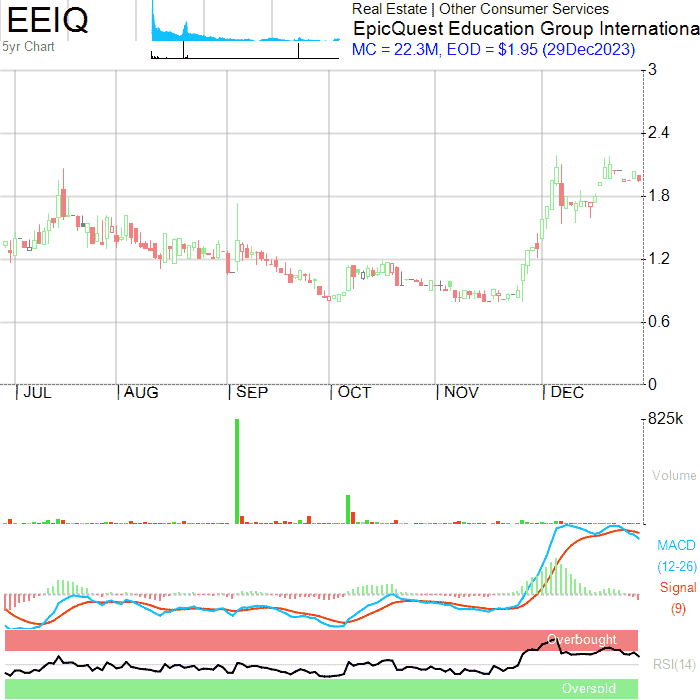 EEIQ
5yr Chart
Real Estate | Other Consumer Services
EpicQuest Education Group Internationa
MC = 22.3M, EOD = $1.95 (29Dec2023)
3
2.4
1.8
1.2
0.6
0
JUL AUG SEP OCT NOV DEC
825k
Volume
MACD
(12-26)
Signal
(9)
Overbought
RSI(14)
Oversold